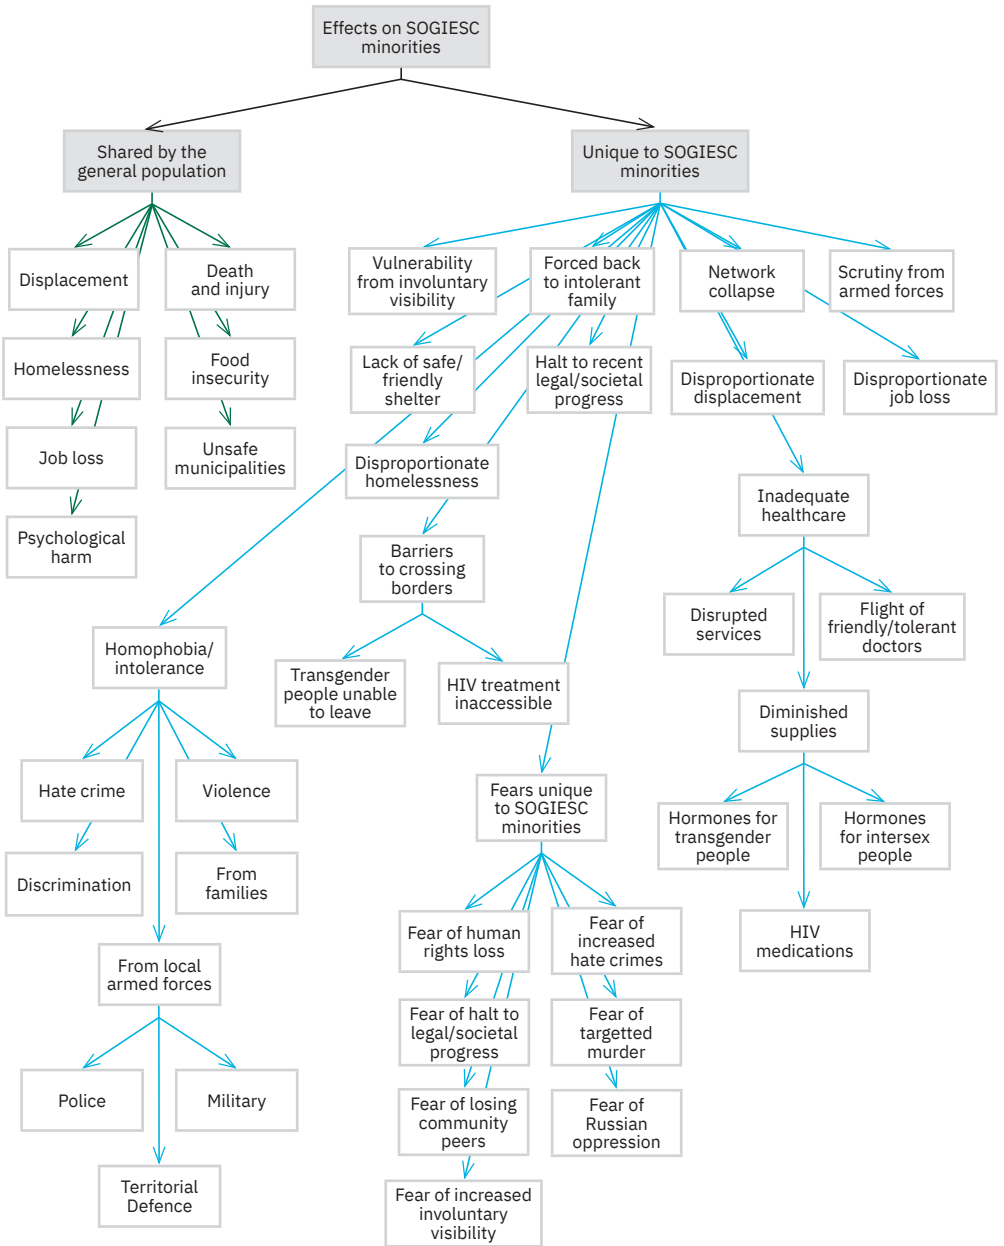 Effects on SOGIESC
minorities
Shared by the
general population
Unique to SOGIESC
minorities
Displacement
Death
and injury
Vulnerability
from involuntary
visibility
Forced back
to intolerant
family
Network
collapse
Scrutiny from
armed forces
Homelessness
Food
insecurity
Lack of safe/
friendly
shelter
Halt to recent
legal/societal
progress
Disproportionate
displacement
Disproportionate
job loss
Job loss
Unsafe
municipalities
Disproportionate
homelessness
Inadequate
healthcare
Psychological
harm
Barriers
to crossing
borders
Disrupted
services
Flight of
friendly/tolerant
doctors
Homophobia/
intolerance
Transgender
people unable
to leave
HIV treatment
inaccessible
Diminished
supplies
Hate crime
Violence
Fears unique
to SOGIESC
minorities
Hormones for
transgender
people
Hormones
for intersex
people
Discrimination
From
families
Fear of human
rights loss
Fear of
increased
hate crimes
HIV
medications
From local
armed forces
Fear of halt to
legal/societal
progress
Fear of
targetted
murder
Police
Military
Fear of losing
community
peers
Fear of
Russian
oppression
Territorial
Defence
Fear of increased
involuntary
visibility